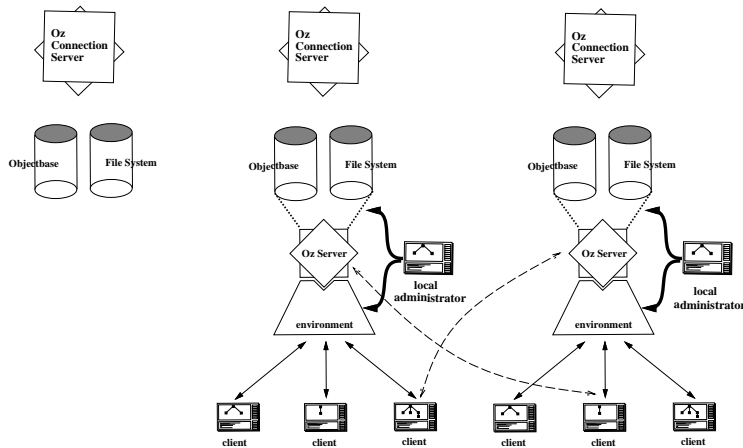 Oz
Connection
Server
Oz
Connection
Server
Oz
Connection
Server
Objectbase
File System
Objectbase
File System
Objectbase
File System
Oz Server
Oz Server
local
administrator
local
administrator
environment
environment
client
client
client
client
client
client